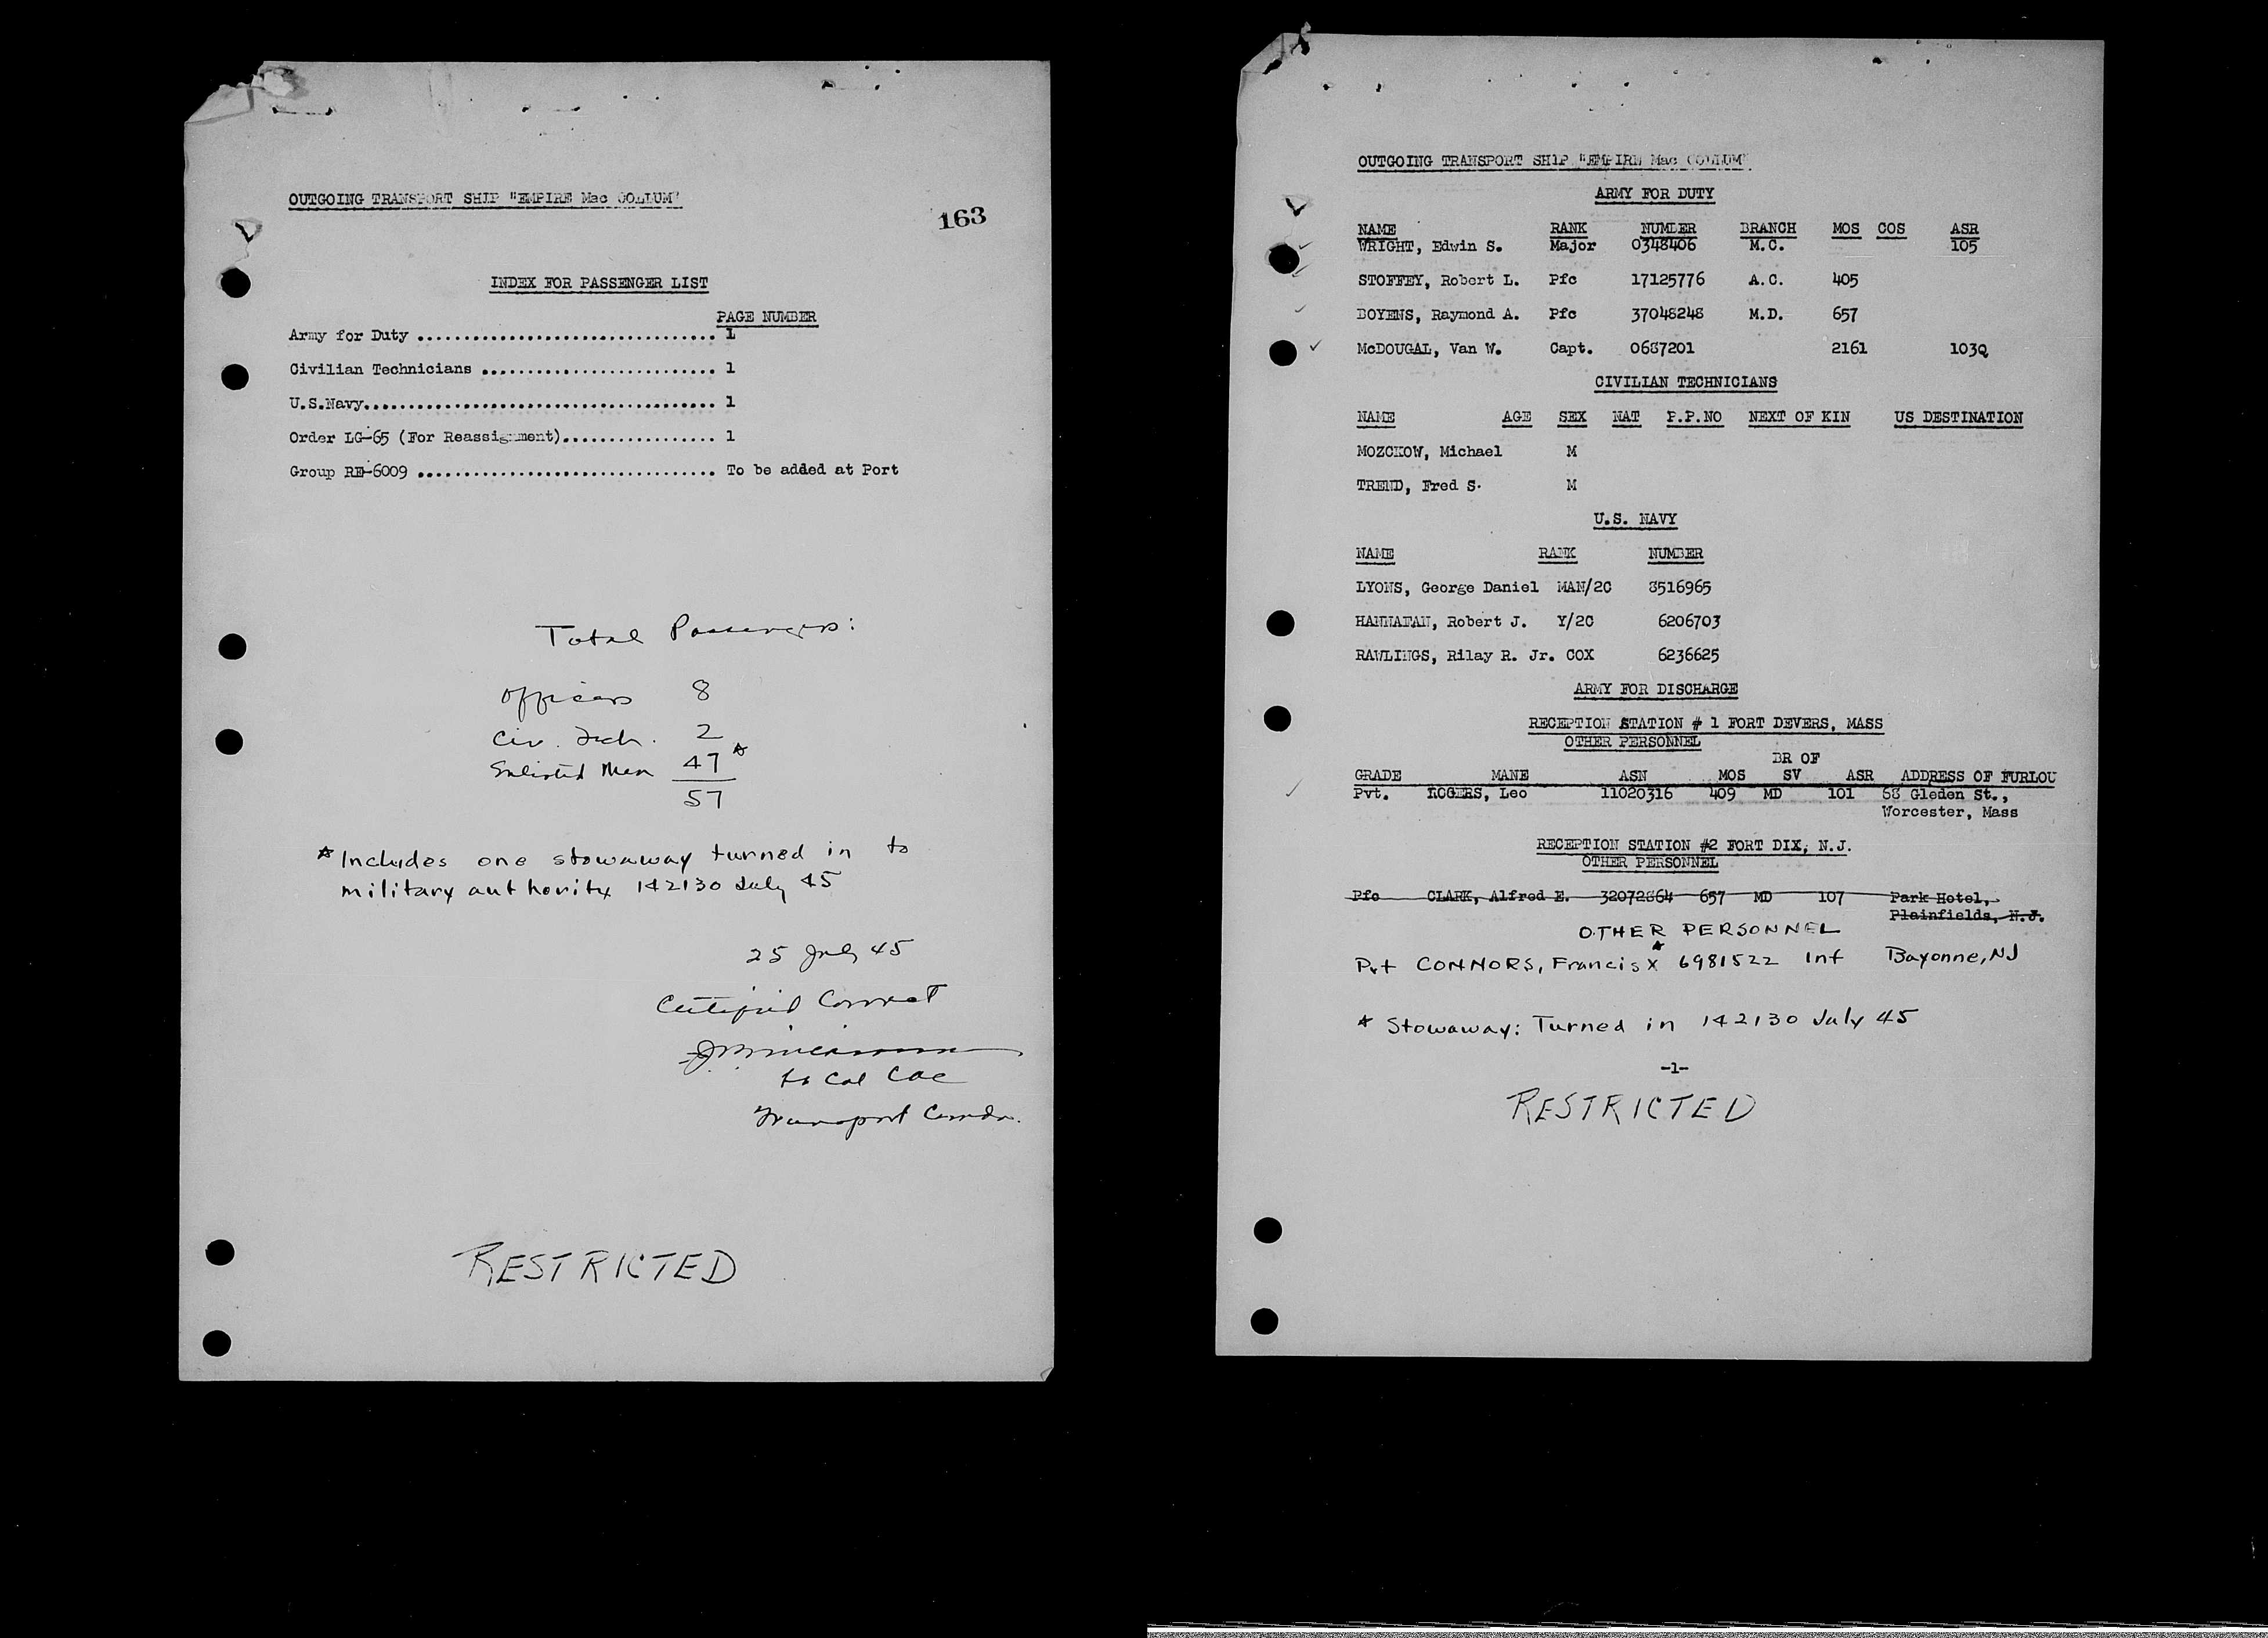 OUTGOING TRANSPORT SHIP "EMPIRE Mac COLLUM"
163
INDEX FOR PASSENGER LIST
PAGE NUMBER
Army for Duty ................................. 1
Civilian Technicians .......................... 1
U.S.Navy....................................... 1
Order LG-65 (For Reassignment)................. 1
Group RE-6009 ................................. To be added at Port
Total Passengers:
Officers 8
Civ. Tech. 2
Enlisted Men 47 *
57
* Includes one stowaway turned in to
military authority 142130 July 45
25 July 45
Certified Correct
Lt Col CAC
Transport Comdr.
RESTRICTED
OUTGOING TRANSPORT SHIP "EMPIRE Mac COLLUM"
ARMY FOR DUTY
NAME RANK NUMBER BRANCH MOS COS ASR
WRIGHT, Edwin S. Major 0348406 M.C. 105
STOFFEY, Robert L. Pfc 17125776 A.C. 405
BOYENS, Raymond A. Pfc 37048248 M.D. 657
McDOUGAL, Van W. Capt. 0687201 2161 103Q
CIVILIAN TECHNICIANS
NAME AGE SEX NAT P.P.NO NEXT OF KIN US DESTINATION
MOZCKOW, Michael M
TREND, Fred S. M
U.S. NAVY
NAME RANK NUMBER
LYONS, George Daniel MAN/2C 8516965
HANNAFAN, Robert J. Y/2C 6206703
RAWLINGS, Rilay R. Jr. COX 6236625
ARMY FOR DISCHARGE
RECEPTION STATION # 1 FORT DEVERS, MASS
OTHER PERSONNEL
BR OF
GRADE MANE ASN MOS SV ASR ADDRESS OF FURLOU
Pvt. ROGERS, Leo 11020316 409 MD 101 68 Gleden St.,
Worcester, Mass
RECEPTION STATION #2 FORT DIX, N.J.
OTHER PERSONNEL
Pfc CLARK, Alfred E. 32072864 657 MD 107 Park Hotel,
Plainfields, N.J.
OTHER PERSONNEL
Pvt CONNORS, Francis X * 6981522 Inf Bayonne, NJ
* Stowaway: Turned in 142130 July 45
-1-
RESTRICTED